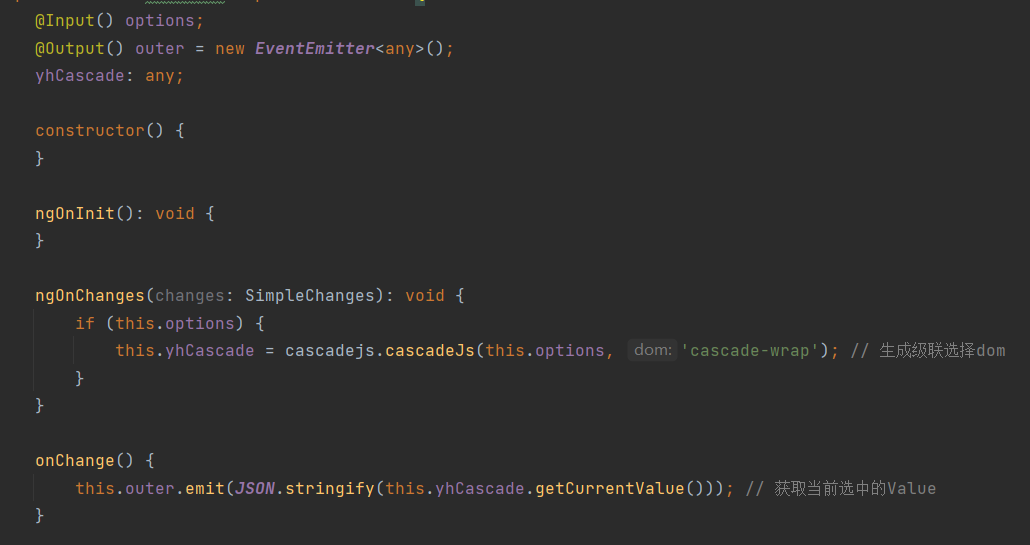 @Input() options;
@Output() outer = new EventEmitter<any>();
yhCascade: any;
constructor() {
}
ngOnInit(): void {
}
ngOnChanges(changes: SimpleChanges): void {
if (this.options) {
this.yhCascade = cascadejs.cascadeJs(this.options, dom: 'cascade-wrap'); // 生成级联选择dom
}
}
onChange() {
this.outer.emit(JSON.stringify(this.yhCascade.getCurrentValue())); // 获取当前选中的Value
}